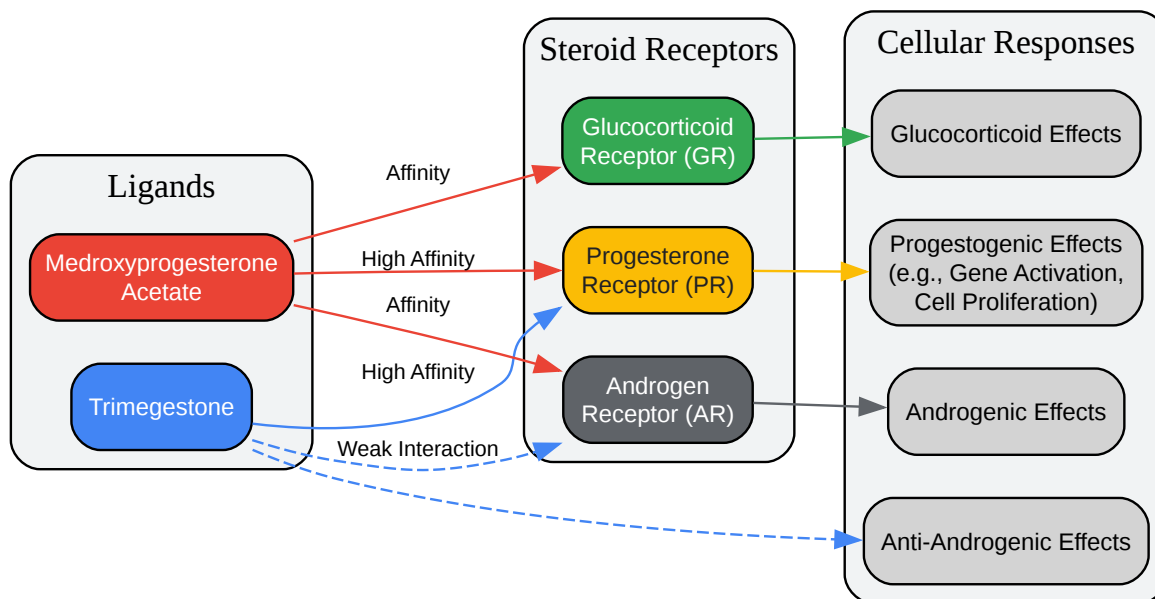 Ligands
Medroxyprogesterone
Acetate
Trimegestone
Affinity
High Affinity
Affinity
High Affinity
Weak Interaction
Steroid Receptors
Glucocorticoid
Receptor (GR)
Progesterone
Receptor (PR)
Androgen
Receptor (AR)
Cellular Responses
Glucocorticoid Effects
Progestogenic Effects
(e.g., Gene Activation,
Cell Proliferation)
Androgenic Effects
Anti-Androgenic Effects